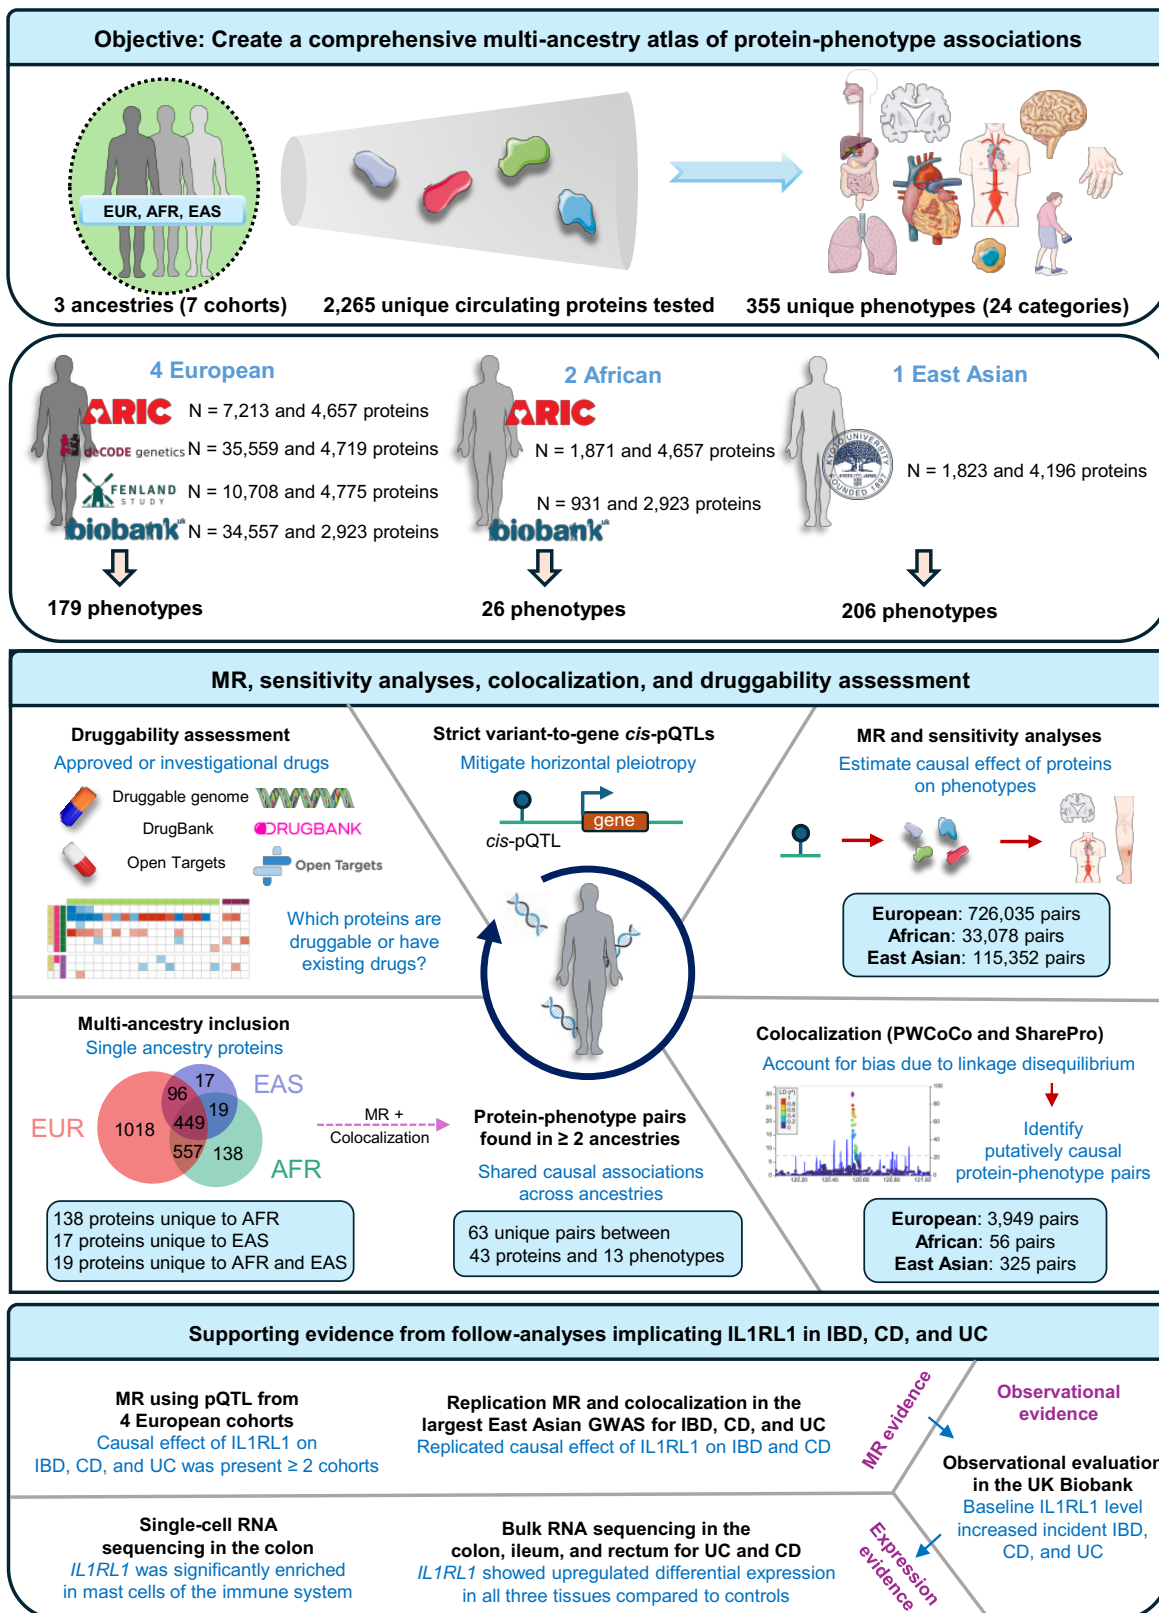 Objective: Create a comprehensive multi-ancestry atlas of protein-phenotype associations
EUR, AFR, EAS
3 ancestries (7 cohorts)
2,265 unique circulating proteins tested
355 unique phenotypes (24 categories)
4 European
ARIC
N = 7,213 and 4,657 proteins
deCODE genetics
N = 35,559 and 4,719 proteins
FENLAND
STUDY
N = 10,708 and 4,775 proteins
biobank uk
N = 34,557 and 2,923 proteins
179 phenotypes
2 African
ARIC
N = 1,871 and 4,657 proteins
N = 931 and 2,923 proteins
biobank uk
26 phenotypes
1 East Asian
KYOTO UNIVERSITY
KYOTO JAPAN
FOUNDED 1897
N = 1,823 and 4,196 proteins
206 phenotypes
MR, sensitivity analyses, colocalization, and druggability assessment
Druggability assessment
Approved or investigational drugs
Druggable genome
DrugBank
DRUGBANK
Open Targets
Open Targets
Which proteins are
druggable or have
existing drugs?
Strict variant-to-gene cis-pQTLs
Mitigate horizontal pleiotropy
gene
cis-pQTL
MR and sensitivity analyses
Estimate causal effect of proteins
on phenotypes
European: 726,035 pairs
African: 33,078 pairs
East Asian: 115,352 pairs
Multi-ancestry inclusion
Single ancestry proteins
17
96
EAS
19
449
EUR
1018
557
138
AFR
138 proteins unique to AFR
17 proteins unique to EAS
19 proteins unique to AFR and EAS
MR +
Colocalization
Protein-phenotype pairs
found in ≥ 2 ancestries
Shared causal associations
across ancestries
63 unique pairs between
43 proteins and 13 phenotypes
Colocalization (PWCoCo and SharePro)
Account for bias due to linkage disequilibrium
Identify
putatively causal
protein-phenotype pairs
European: 3,949 pairs
African: 56 pairs
East Asian: 325 pairs
Supporting evidence from follow-analyses implicating IL1RL1 in IBD, CD, and UC
MR using pQTL from
4 European cohorts
Causal effect of IL1RL1 on
IBD, CD, and UC was present ≥ 2 cohorts
Replication MR and colocalization in the
largest East Asian GWAS for IBD, CD, and UC
Replicated causal effect of IL1RL1 on IBD and CD
MR evidence
Observational
evidence
Observational evaluation
in the UK Biobank
Baseline IL1RL1 level
increased incident IBD,
CD, and UC
Single-cell RNA
sequencing in the colon
IL1RL1 was significantly enriched
in mast cells of the immune system
Bulk RNA sequencing in the
colon, ileum, and rectum for UC and CD
IL1RL1 showed upregulated differential expression
in all three tissues compared to controls
Expression
evidence